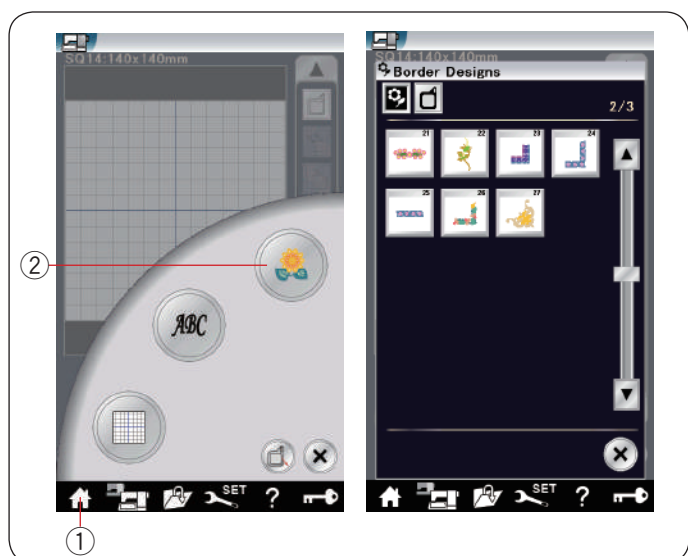 SQ14:140x140mm
②
ABC
SET
?
①
SQ14:140x140mm
Border Designs
2/3
21
22
23
24
25
26
27
SET
?